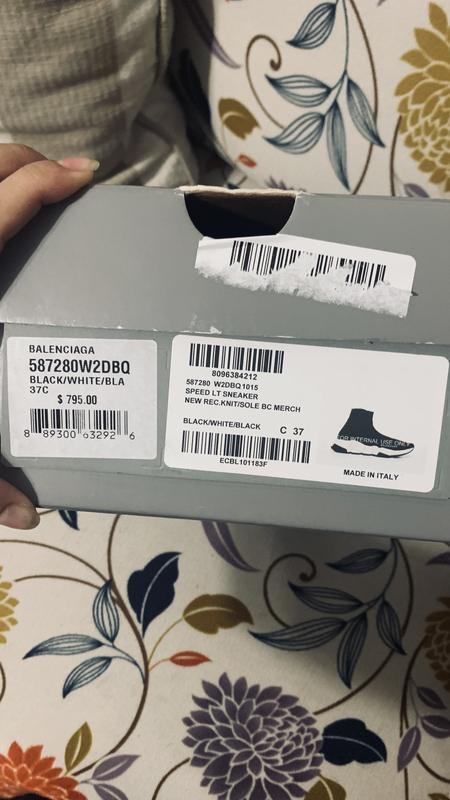 BALENCIAGA
587280W2DBQ
BLACK/WHITE/BLA
37C
$ 795.00
8 89300 63292 6
8096384212
587280 W2DBQ1015
SPEED LT SNEAKER
NEW REC.KNIT/SOLE BC MERCH
BLACK/WHITE/BLACK C 37
ECBL101183F
FOR INTERNAL USE ONLY
MADE IN ITALY